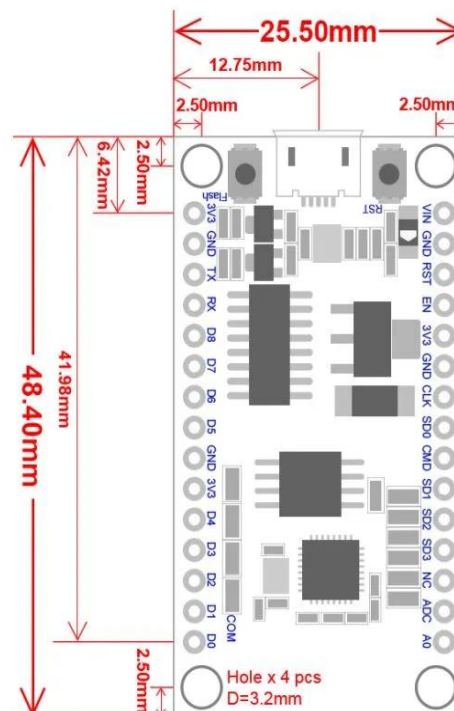 25.50mm
12.75mm
2.50mm
2.50mm
2.50mm
6.42mm
48.40mm
41.98mm
2.50mm
Flash
RST
3V3
GND
TX
RX
D8
D7
D6
D5
GND
3V3
D4
D3
D2
D1
D0
COM
VIN
GND
RST
EN
3V3
GND
CLK
SD0
CMD
SD1
SD2
SD3
NC
ADC
A0
Hole x 4 pcs
D=3.2mm